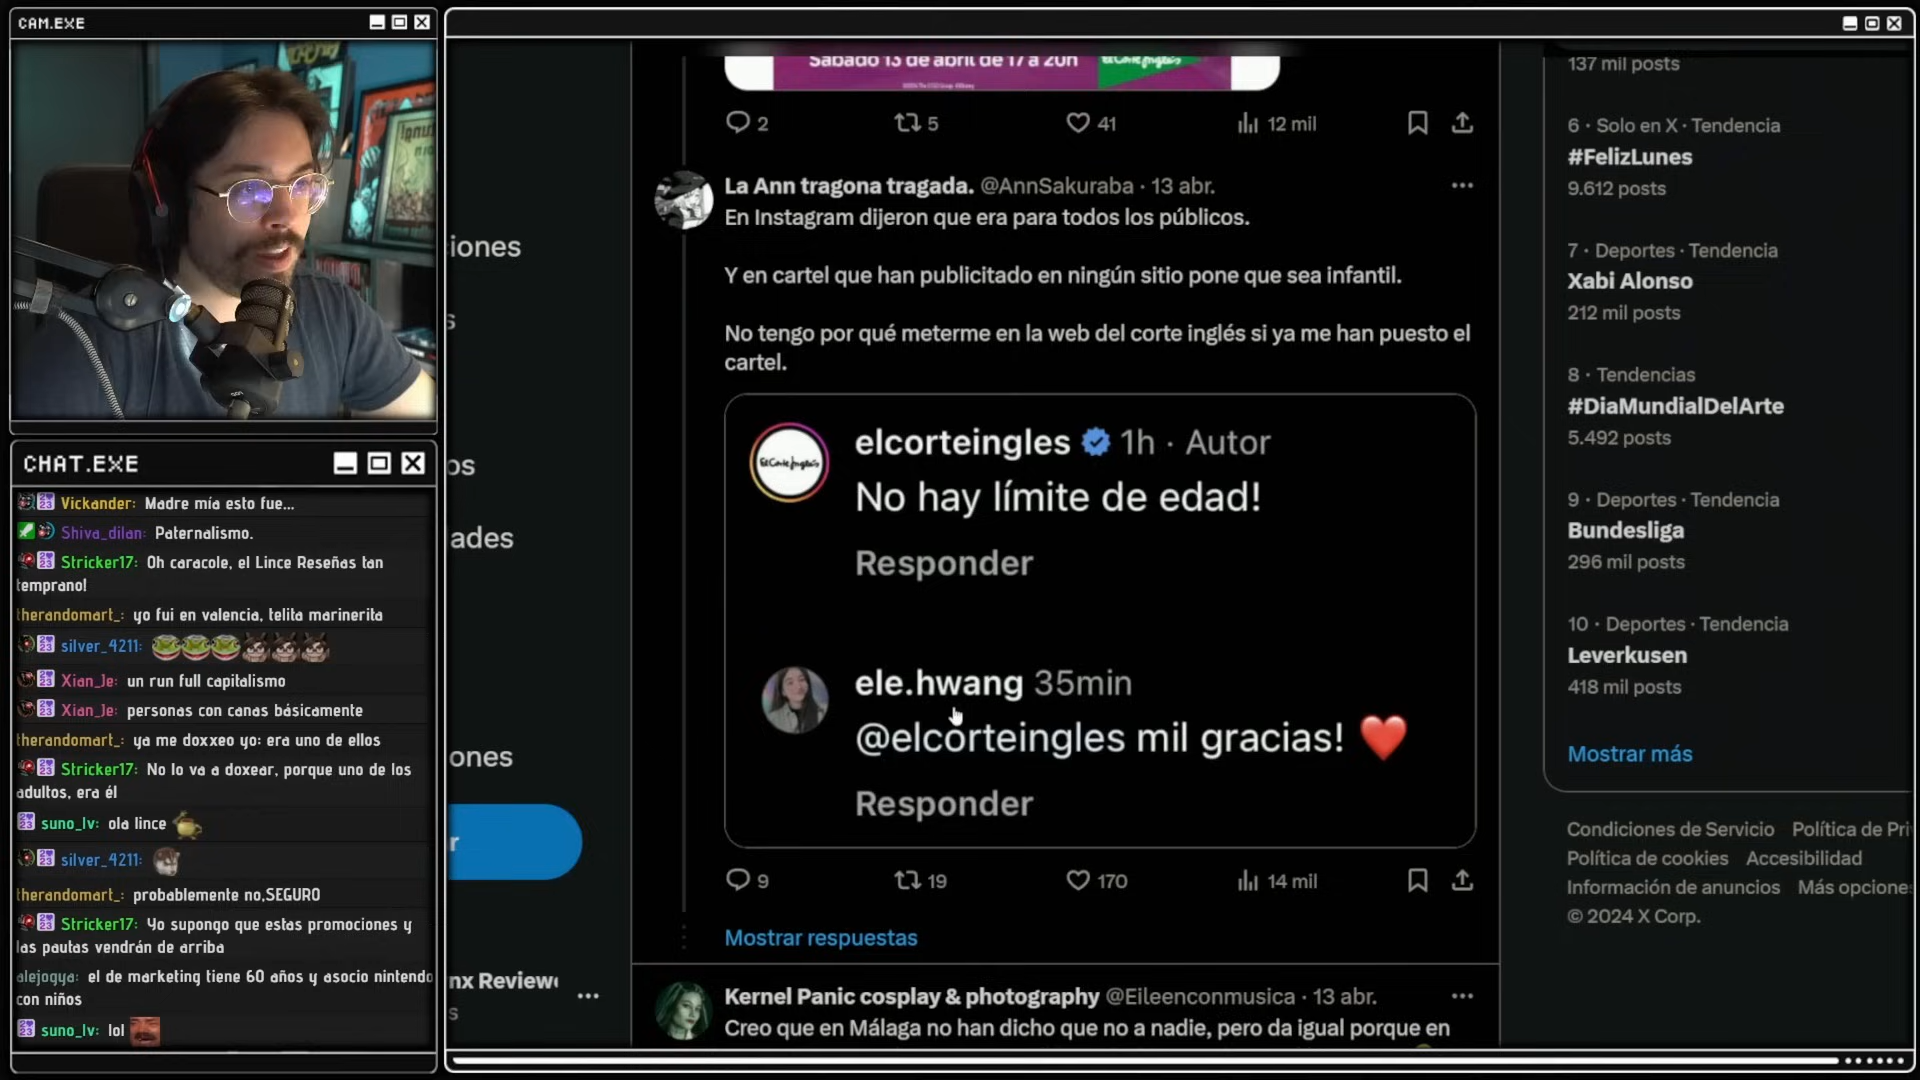 CAM.EXE
CHAT.EXE
Vickander: Madre mía esto fue...
Shiva_dilan: Paternalismo.
Stricker17: Oh caracole, el Lince Reseñas tan
temprano!
therandomart_: yo fui en valencia, telita marinerita
silver_4211:
Xian_Je: un run full capitalismo
Xian_Je: personas con canas básicamente
therandomart_: ya me doxxeo yo: era uno de ellos
Stricker17: No lo va a doxear, porque uno de los
adultos, era él
suno_lv: ola lince
silver_4211:
therandomart_: probablemente no,SEGURO
Stricker17: Yo supongo que estas promociones y
las pautas vendrán de arriba
alejogya: el de marketing tiene 60 años y asocio nintendo
con niños
suno_lv: lol
iones
s
os
ades
ones
r
nx Reviewe
s
Sábado 13 de abril de 17 a 20h
El Corte Inglés
2
5
41
12 mil
La Ann tragona tragada. @AnnSakuraba · 13 abr.
En Instagram dijeron que era para todos los públicos.
Y en cartel que han publicitado en ningún sitio pone que sea infantil.
No tengo por qué meterme en la web del corte inglés si ya me han puesto el
cartel.
El Corte Inglés
elcorteingles 1h · Autor
No hay límite de edad!
Responder
ele.hwang 35min
@elcorteingles mil gracias! ❤️
Responder
9
19
170
14 mil
Mostrar respuestas
Kernel Panic cosplay & photography @Eileenconmusica · 13 abr.
Creo que en Málaga no han dicho que no a nadie, pero da igual porque en
137 mil posts
6 · Solo en X · Tendencia
#FelizLunes
9.612 posts
7 · Deportes · Tendencia
Xabi Alonso
212 mil posts
8 · Tendencias
#DiaMundialDelArte
5.492 posts
9 · Deportes · Tendencia
Bundesliga
296 mil posts
10 · Deportes · Tendencia
Leverkusen
418 mil posts
Mostrar más
Condiciones de Servicio Política de Pri
Política de cookies Accesibilidad
Información de anuncios Más opciones
© 2024 X Corp.